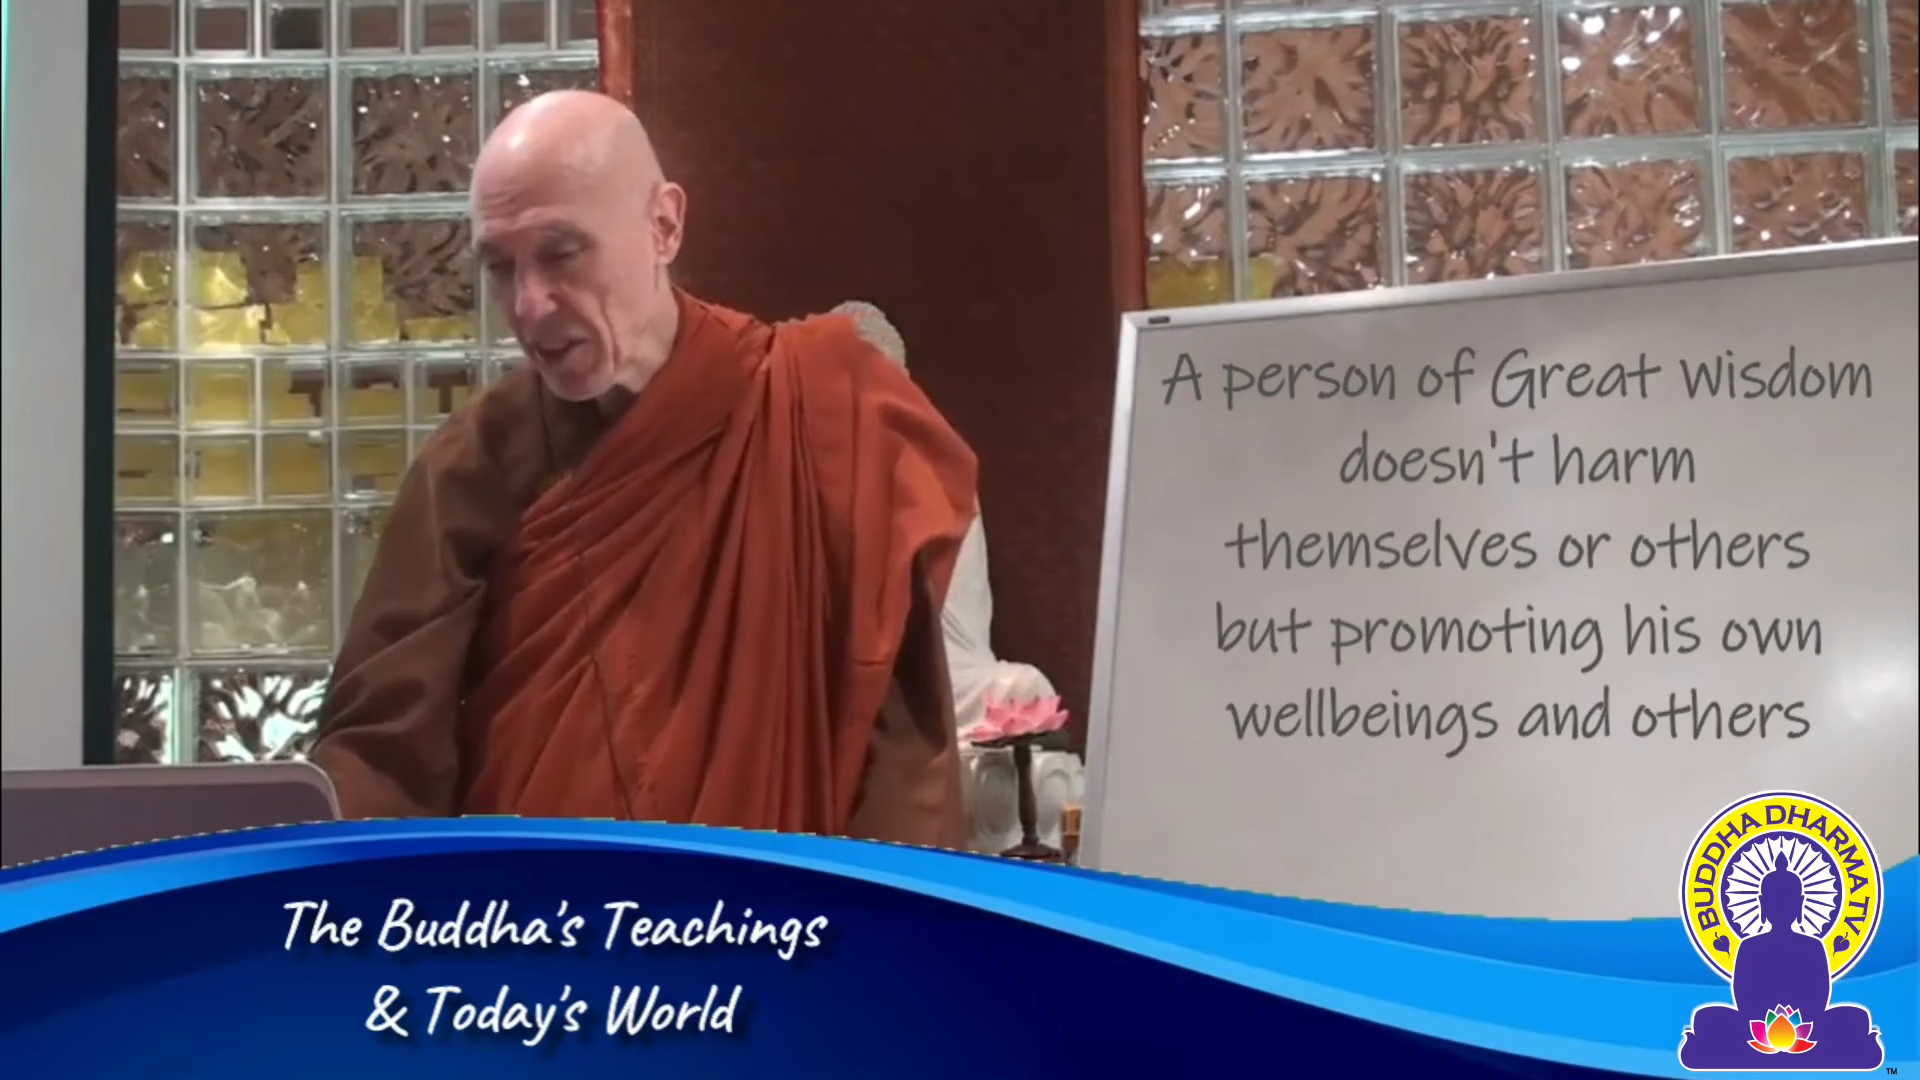 A person of Great Wisdom
doesn't harm
themselves or others
but promoting his own
wellbeings and others
The Buddha's Teachings
& Today's World
BUDDHA DHARMA TV
TM